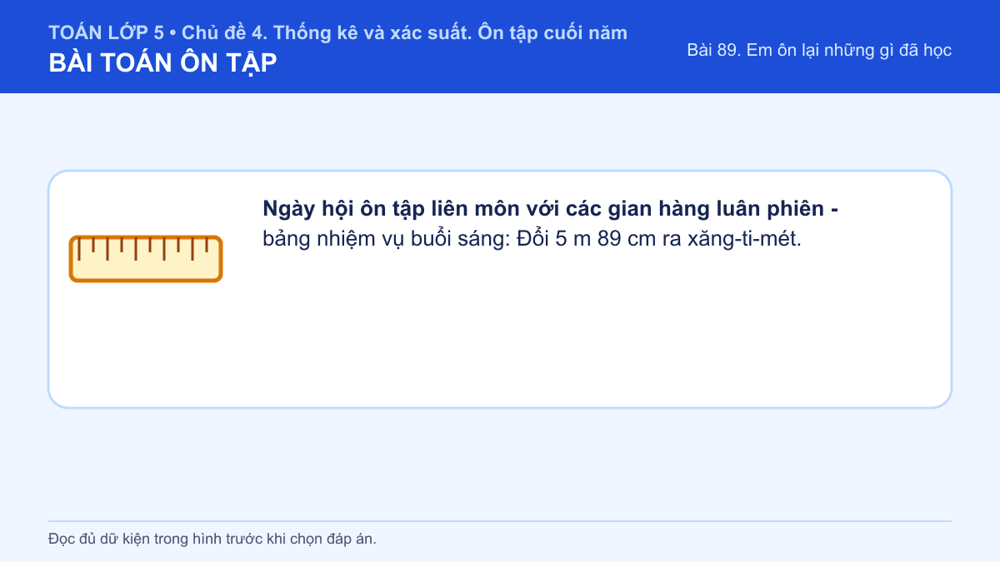 TOÁN LỚP 5 • Chủ đề 4. Thống kê và xác suất. Ôn tập cuối năm
BÀI TOÁN ÔN TẬP
Bài 89. Em ôn lại những gì đã học
Ngày hội ôn tập liên môn với các gian hàng luân phiên -
bảng nhiệm vụ buổi sáng: Đổi 5 m 89 cm ra xăng-ti-mét.
Đọc đủ dữ kiện trong hình trước khi chọn đáp án.